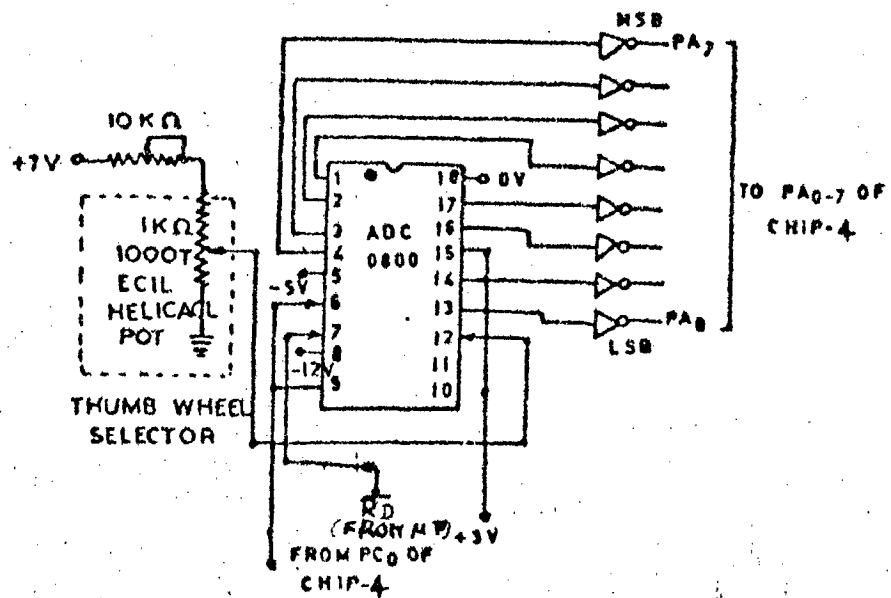 MSB
PA7
10KΩ
+7V
1
2
3
4
5
6
7
8
9
18
17
16
15
14
13
12
11
10
0V
ADC
0800
TO PA0-7 OF
CHIP-4
1KΩ
1000T
ECIL
HELICAL
POT
-5V
-12V
PA0
LSB
THUMB WHEEL
SELECTOR
RD
(FROM μP)
+3V
FROM PC0 OF
CHIP-4